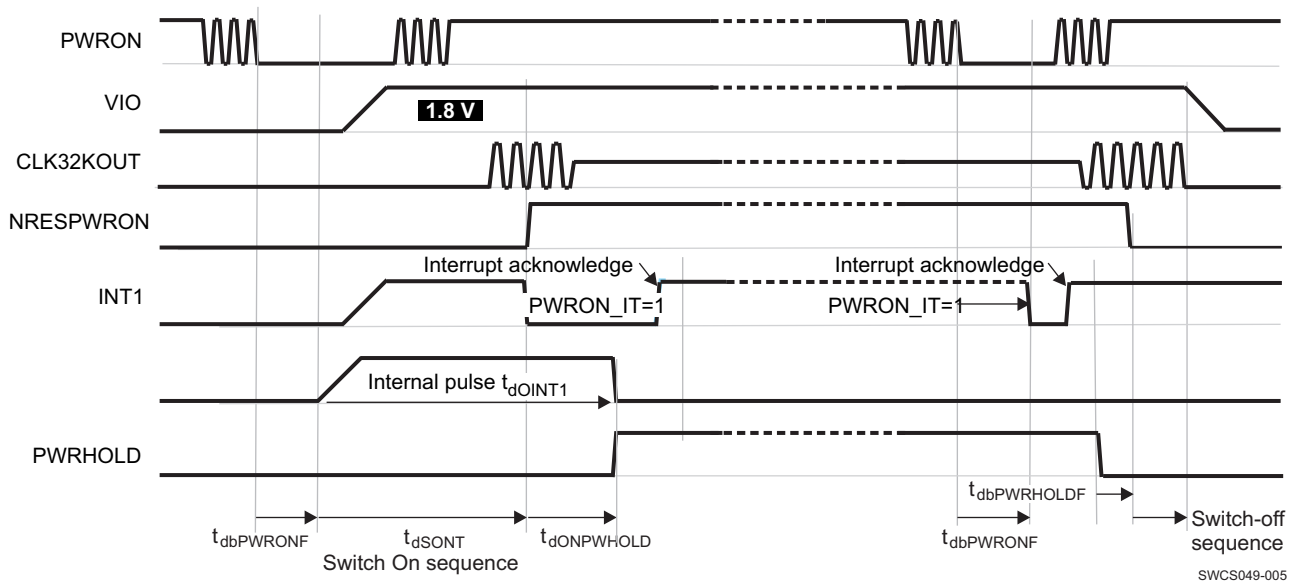 PWRON
VIO
1.8 V
CLK32KOUT
NRESPWRON
Interrupt acknowledge
Interrupt acknowledge
INT1
PWRON_IT=1
PWRON_IT=1
Internal pulse tdOINT1
PWRHOLD
tdbPWRHOLDF
tdbPWRONF
tdSONT
tdONPWHOLD
tdbPWRONF
Switch-off
sequence
Switch On sequence
SWCS049-005